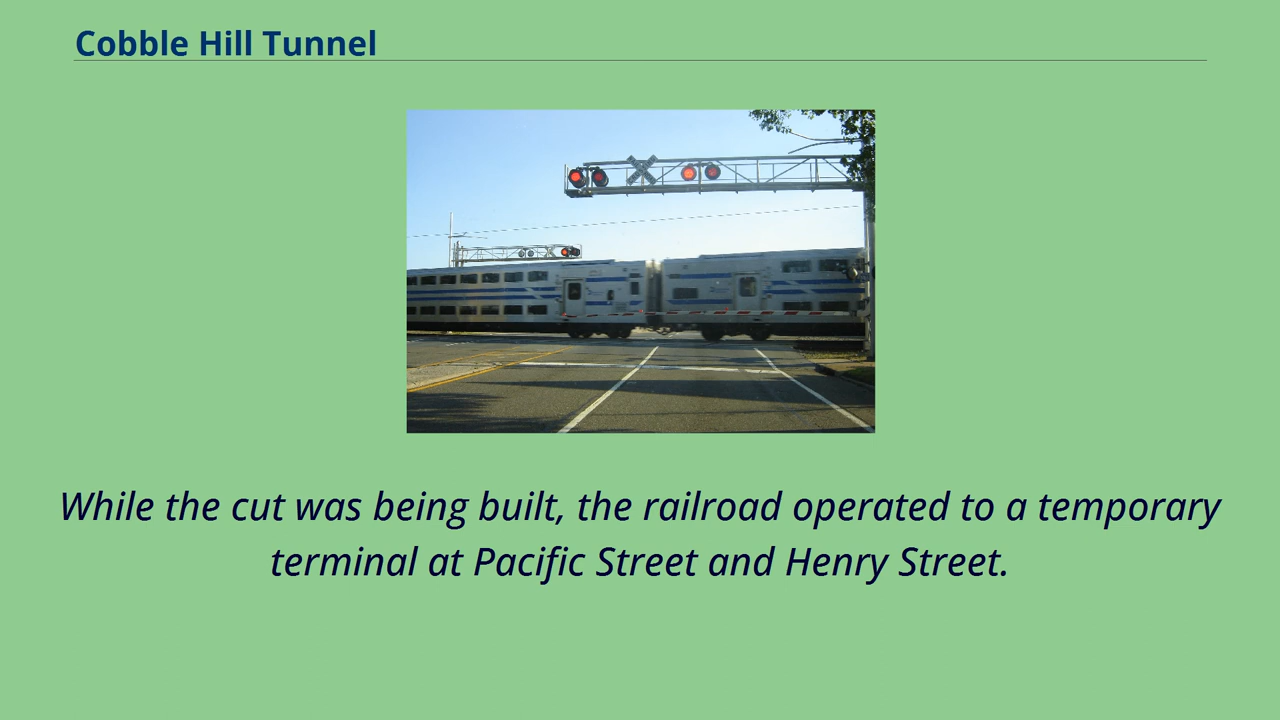 Cobble Hill Tunnel
While the cut was being built, the railroad operated to a temporary
terminal at Pacific Street and Henry Street.